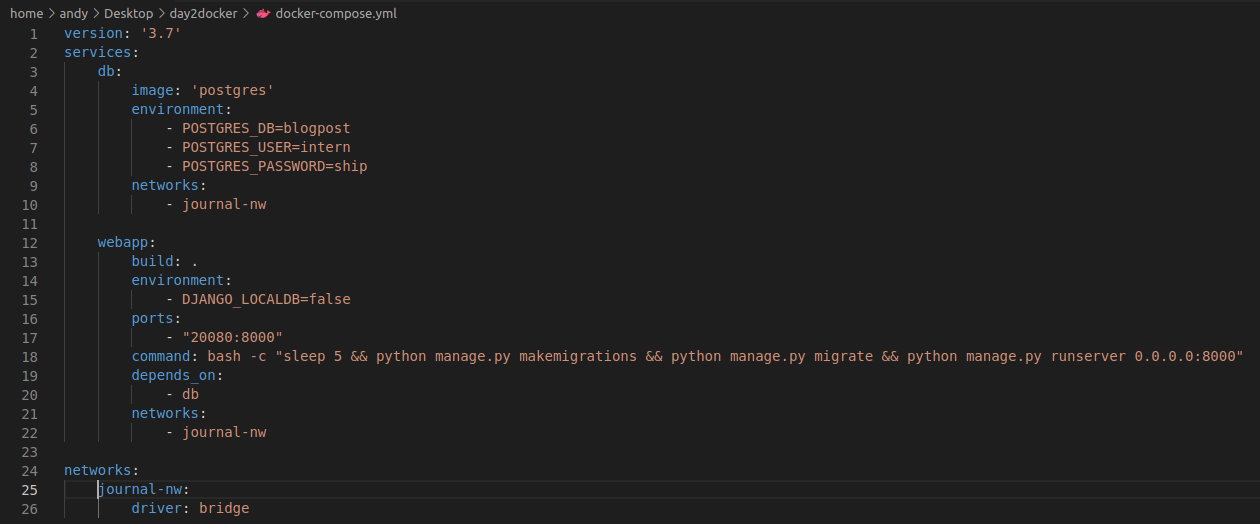 home > andy > Desktop > day2docker > docker-compose.yml
1 version: '3.7'
2 services:
3     db:
4         image: 'postgres'
5         environment:
6             - POSTGRES_DB=blogpost
7             - POSTGRES_USER=intern
8             - POSTGRES_PASSWORD=ship
9         networks:
10             - journal-nw
11
12     webapp:
13         build: .
14         environment:
15             - DJANGO_LOCALDB=false
16         ports:
17             - "20080:8000"
18         command: bash -c "sleep 5 && python manage.py makemigrations && python manage.py migrate && python manage.py runserver 0.0.0.0:8000"
19         depends_on:
20             - db
21         networks:
22             - journal-nw
23
24 networks:
25     journal-nw:
26         driver: bridge